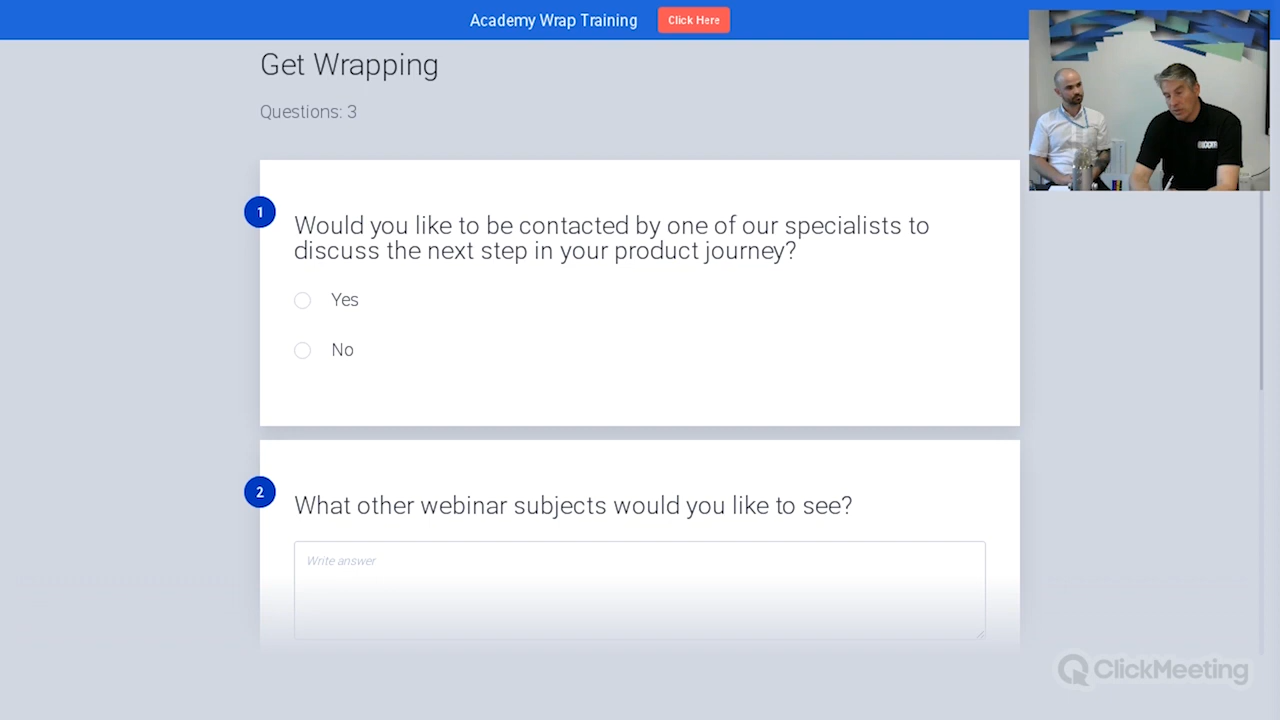 Academy Wrap Training
Click Here
Get Wrapping
Questions: 3
1
Would you like to be contacted by one of our specialists to
discuss the next step in your product journey?
Yes
No
2
What other webinar subjects would you like to see?
Write answer
ClickMeeting